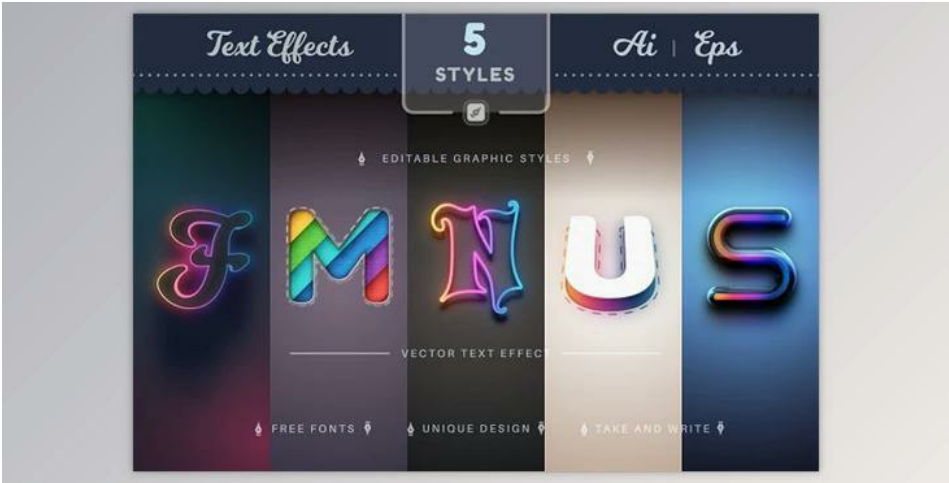 Text Effects
5
STYLES
Ai | Eps
EDITABLE GRAPHIC STYLES
F M N U S
VECTOR TEXT EFFECT
FREE FONTS
UNIQUE DESIGN
TAKE AND WRITE